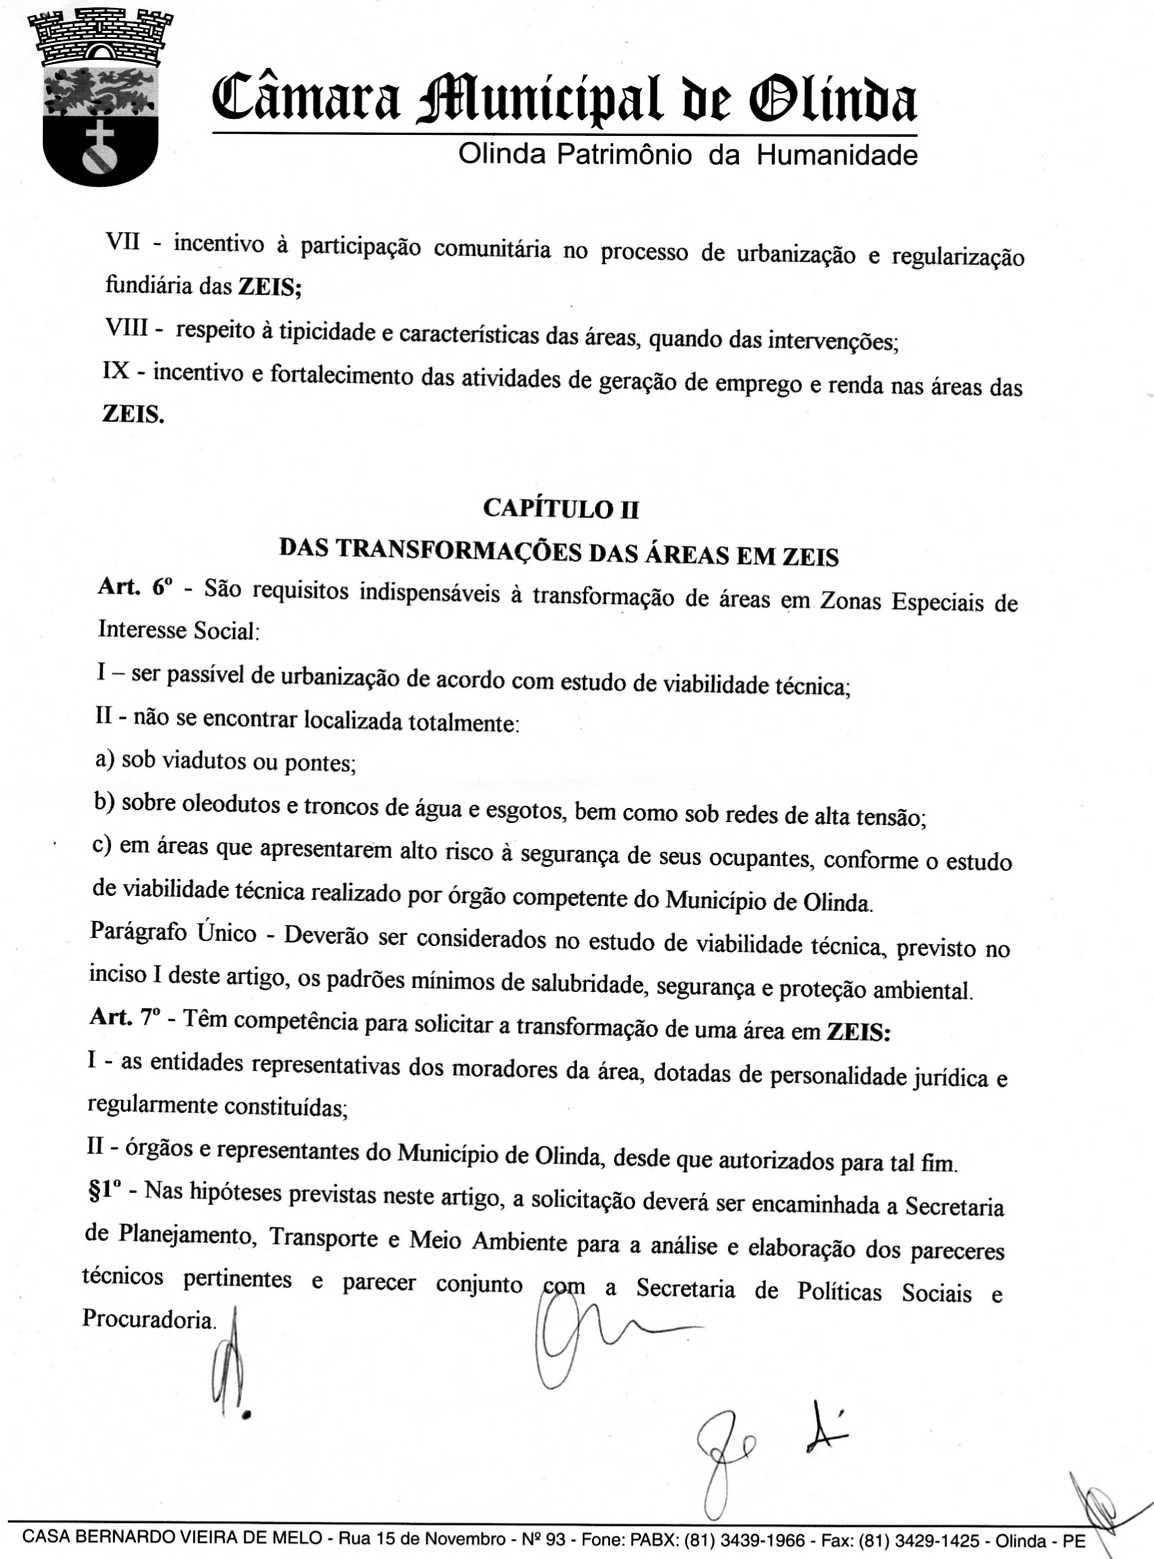 Câmara Municipal de Olinda
Olinda Patrimônio da Humanidade
VII - incentivo à participação comunitária no processo de urbanização e regularização
fundiária das ZEIS;
VIII - respeito à tipicidade e características das áreas, quando das intervenções;
IX - incentivo e fortalecimento das atividades de geração de emprego e renda nas áreas das
ZEIS.
CAPÍTULO II
DAS TRANSFORMAÇÕES DAS ÁREAS EM ZEIS
Art. 6º - São requisitos indispensáveis à transformação de áreas em Zonas Especiais de
Interesse Social:
I – ser passível de urbanização de acordo com estudo de viabilidade técnica;
II - não se encontrar localizada totalmente:
a) sob viadutos ou pontes;
b) sobre oleodutos e troncos de água e esgotos, bem como sob redes de alta tensão;
c) em áreas que apresentarem alto risco à segurança de seus ocupantes, conforme o estudo
de viabilidade técnica realizado por órgão competente do Município de Olinda.
Parágrafo Único - Deverão ser considerados no estudo de viabilidade técnica, previsto no
inciso I deste artigo, os padrões mínimos de salubridade, segurança e proteção ambiental.
Art. 7º - Têm competência para solicitar a transformação de uma área em ZEIS:
I - as entidades representativas dos moradores da área, dotadas de personalidade jurídica e
regularmente constituídas;
II - órgãos e representantes do Município de Olinda, desde que autorizados para tal fim.
§1º - Nas hipóteses previstas neste artigo, a solicitação deverá ser encaminhada a Secretaria
de Planejamento, Transporte e Meio Ambiente para a análise e elaboração dos pareceres
técnicos pertinentes e parecer conjunto com a Secretaria de Políticas Sociais e
Procuradoria.
CASA BERNARDO VIEIRA DE MELO - Rua 15 de Novembro - Nº 93 - Fone: PABX: (81) 3439-1966 - Fax: (81) 3429-1425 - Olinda - PE